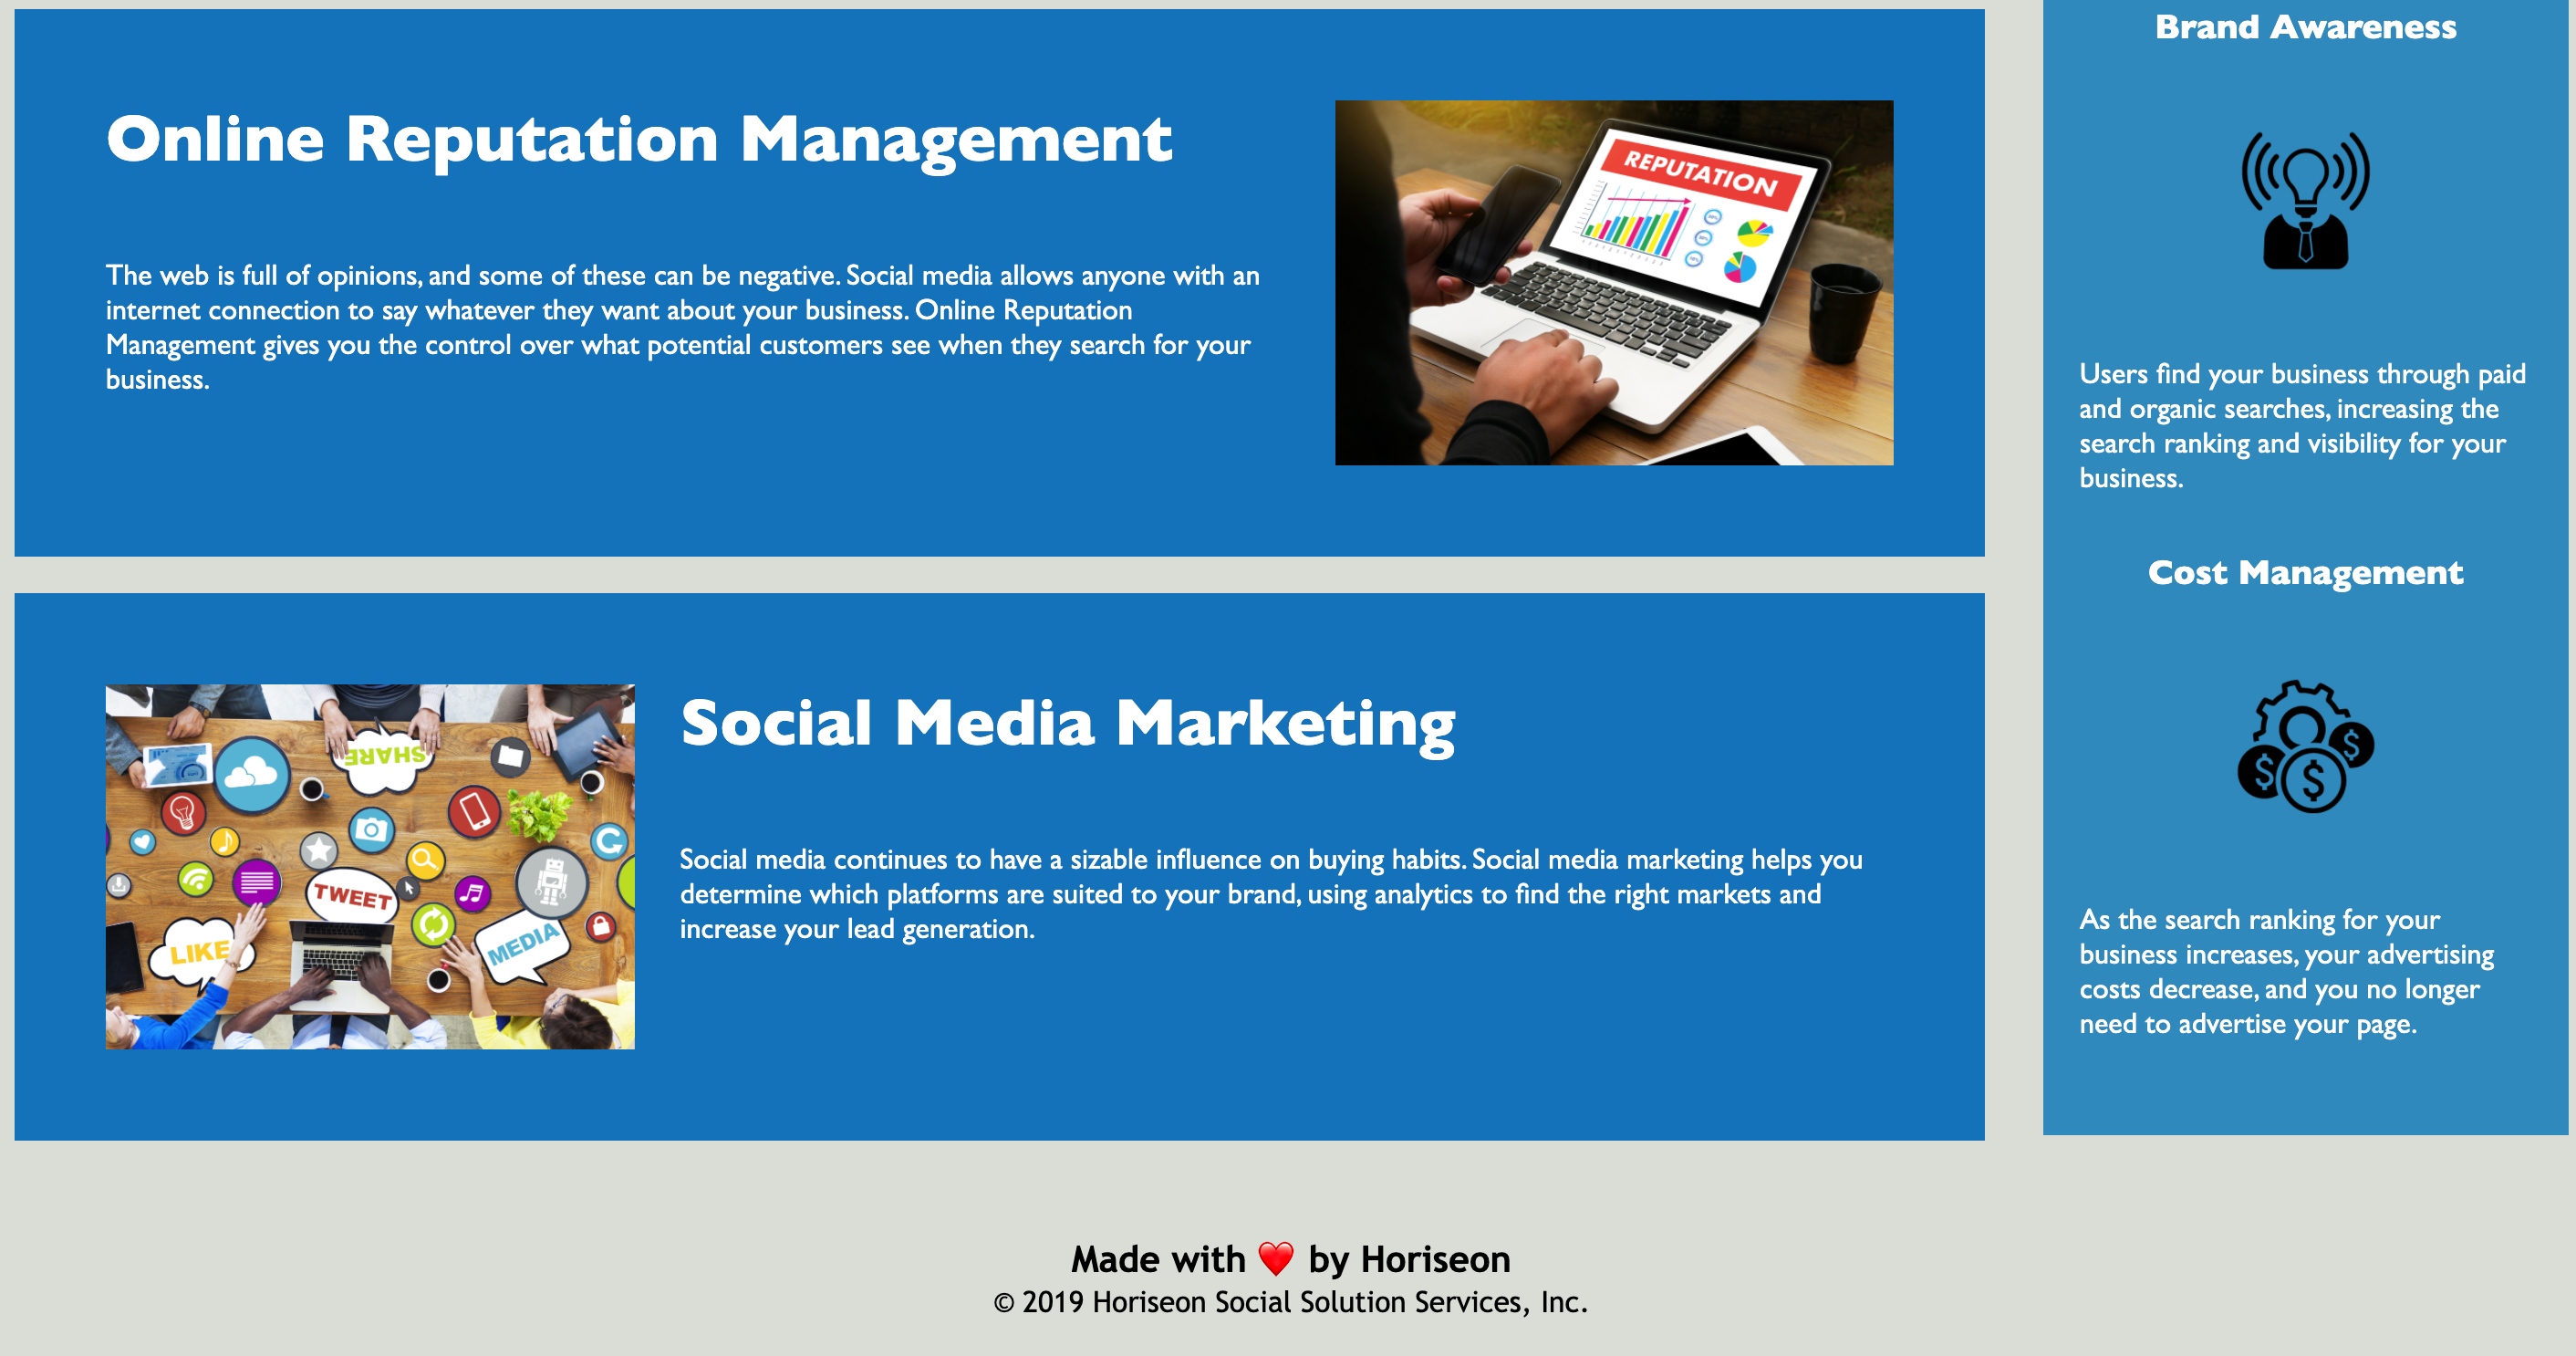 Online Reputation Management
The web is full of opinions, and some of these can be negative. Social media allows anyone with an
internet connection to say whatever they want about your business. Online Reputation
Management gives you the control over what potential customers see when they search for your
business.
REPUTATION
Social Media Marketing
Social media continues to have a sizable influence on buying habits. Social media marketing helps you
determine which platforms are suited to your brand, using analytics to find the right markets and
increase your lead generation.
SHARE
TWEET
LIKE
MEDIA
Brand Awareness
Users find your business through paid
and organic searches, increasing the
search ranking and visibility for your
business.
Cost Management
$
$
$
As the search ranking for your
business increases, your advertising
costs decrease, and you no longer
need to advertise your page.
Made with ❤️ by Horiseon
© 2019 Horiseon Social Solution Services, Inc.